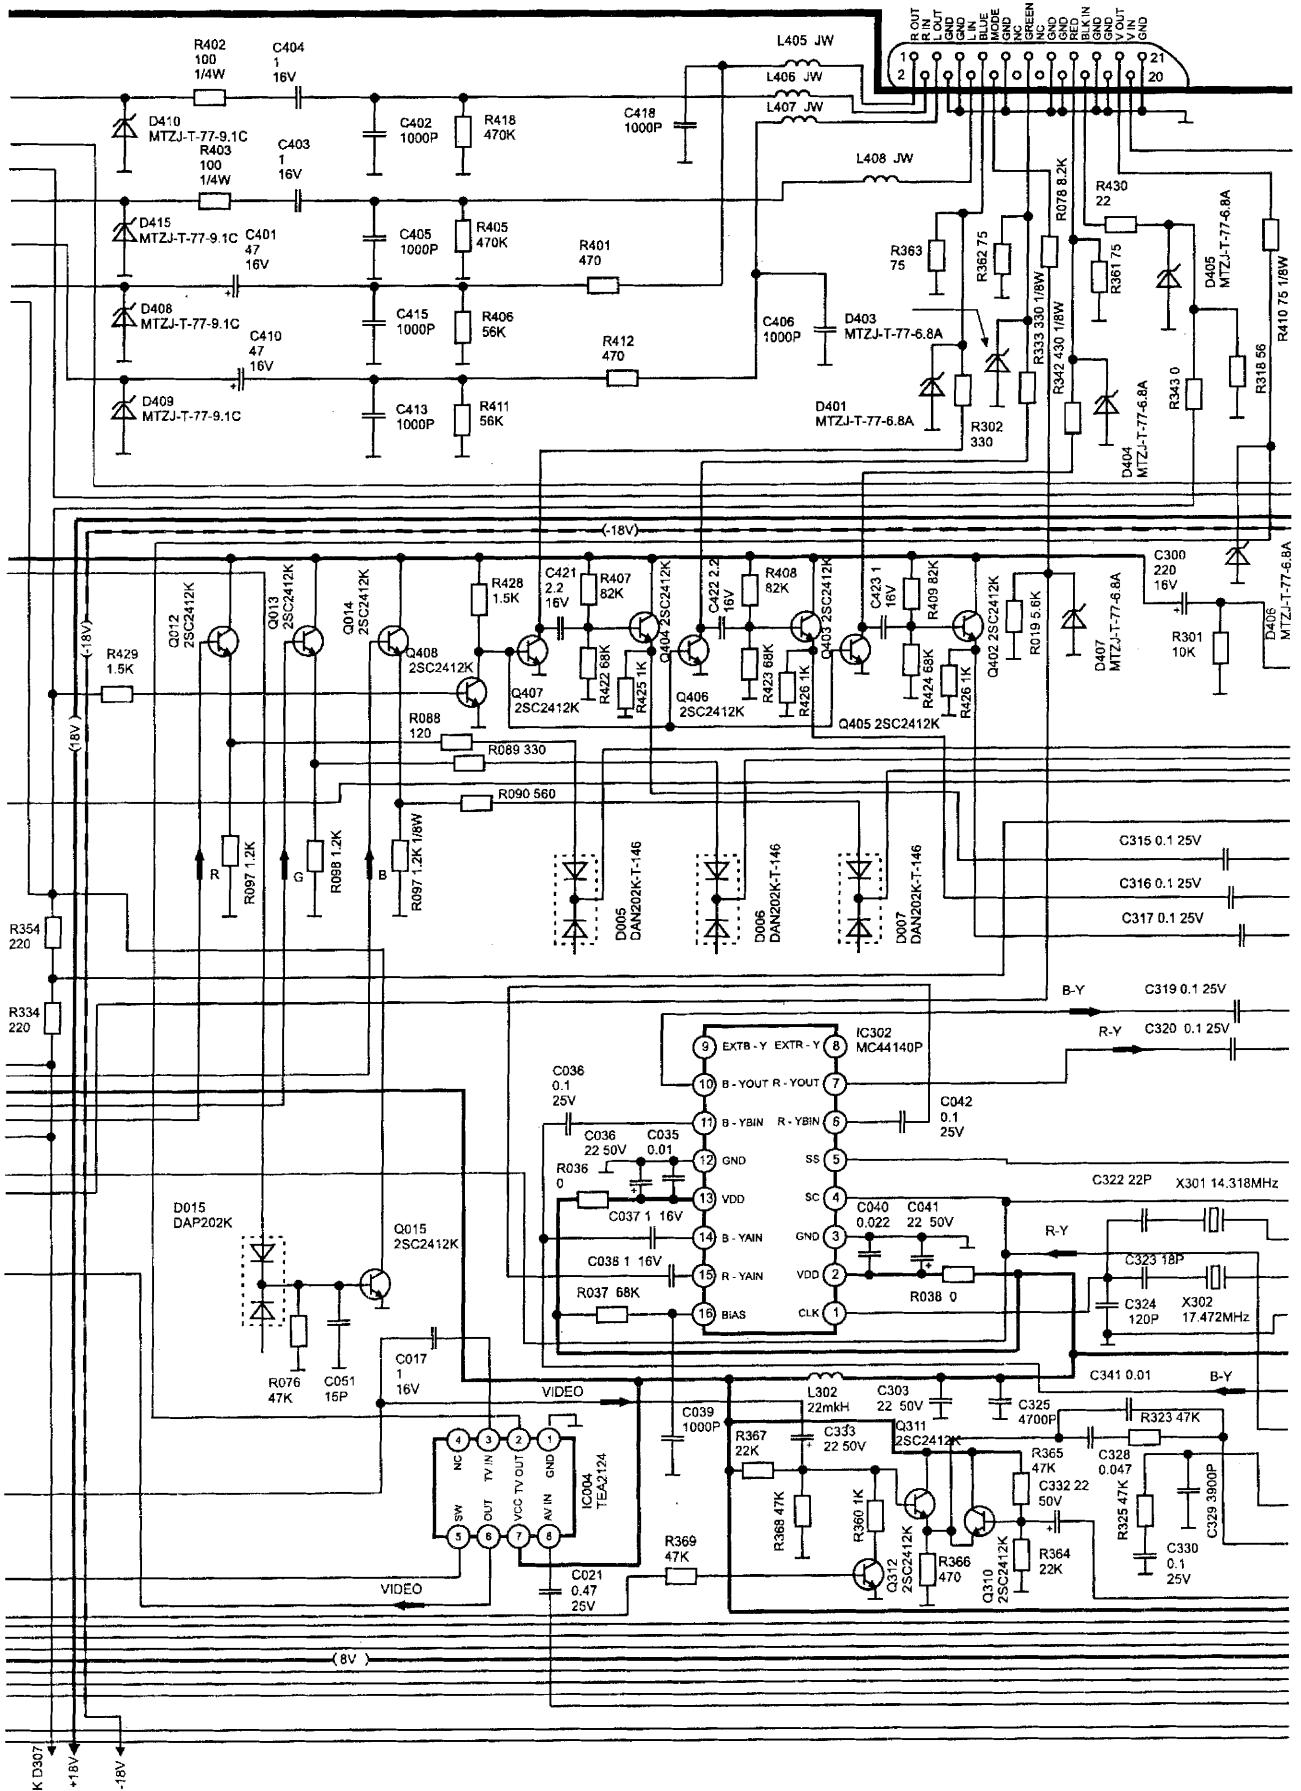 R OUT
R IN
L OUT
GND
GND
L IN
BLUE
MODE
GND
NC
GREEN
NC
GND
GND
RED
BLK IN
GND
GND
V OUT
V IN
GND
1
2
21
20
R402
100
1/4W
C404
1
16V
L405 JW
L406 JW
L407 JW
L408 JW
D410
MTZJ-T-77-9.1C
C402
1000P
R418
470K
C418
1000P
R403
100
1/4W
C403
1
16V
D415
MTZJ-T-77-9.1C
C401
47
16V
C405
1000P
R405
470K
R401
470
D408
MTZJ-T-77-9.1C
C410
47
16V
C415
1000P
R406
56K
R412
470
C406
1000P
D409
MTZJ-T-77-9.1C
C413
1000P
R411
56K
R363
75
R362 75
R078 8.2K
R430
22
R361 75
D405
MTZJ-T-77-6.8A
R410 75 1/8W
D403
MTZJ-T-77-6.8A
R333 330 1/8W
R342 430 1/8W
D401
MTZJ-T-77-6.8A
R302
330
D404
MTZJ-T-77-6.8A
R343 0
R318 56
(-18V)
Q012
2SC2412K
Q013
2SC2412K
Q014
2SC2412K
R428
1.5K
C421
2.2
16V
R407
82K
Q404 2SC2412K
C422 2.2
16V
R408
82K
Q403 2SC2412K
C423 1
16V
R409 82K
Q402 2SC2412K
R019 5.6K
D407
MTZJ-T-77-6.8A
C300
220
16V
R301
10K
D406
MTZJ-T-77-6.8A
(-18V)
R429
1.5K
Q408
2SC2412K
Q407
2SC2412K
R422 68K
R425 1K
Q406
2SC2412K
R423 68K
R426 1K
Q405 2SC2412K
R424 68K
R426 1K
(18V)
R088
120
R089 330
R090 560
R
R097 1.2K
G
R098 1.2K
B
R097 1.2K 1/8W
D005
DAN202K-T-146
D006
DAN202K-T-146
D007
DAN202K-T-146
C315 0.1 25V
C316 0.1 25V
C317 0.1 25V
R354
220
R334
220
B-Y
C319 0.1 25V
R-Y
C320 0.1 25V
IC302
MC44140P
9 EXTB - Y EXTR - Y 8
10 B - YOUT R - YOUT 7
11 B - YBIN R - YBIN 6
12 GND SS 5
13 VDD SC 4
14 B - YAIN GND 3
15 R - YAIN VDD 2
16 BiAS CLK 1
C036
0.1
25V
C042
0.1
25V
C036
22 50V
C035
0.01
R036
0
C037 1 16V
C038 1 16V
R037 68K
C040
0.022
C041
22 50V
R038 0
C322 22P
X301 14.318MHz
R-Y
C323 18P
C324
120P
X302
17.472MHz
D015
DAP202K
Q015
2SC2412K
R076
47K
C051
15P
C017
1
16V
VIDEO
C039
1000P
L302
22mkH
C303
22 50V
C325
4700P
C341 0.01
B-Y
R323 47K
R367
22K
C333
22 50V
Q311
2SC2412K
R365
47K
C328
0.047
C332 22
50V
R325 47K
C329 3900P
C330
0.1
25V
4 3 2 1
NC
TV IN
TV OUT
GND
SW
OUT
VCC
AV IN
5 6 7 8
IC004
TEA2124
R368 47K
R360 1K
R369
47K
Q312
2SC2412K
R366
470
Q310
2SC2412K
R364
22K
C021
0.47
25V
VIDEO
(8V)
K D307
+18V
-18V